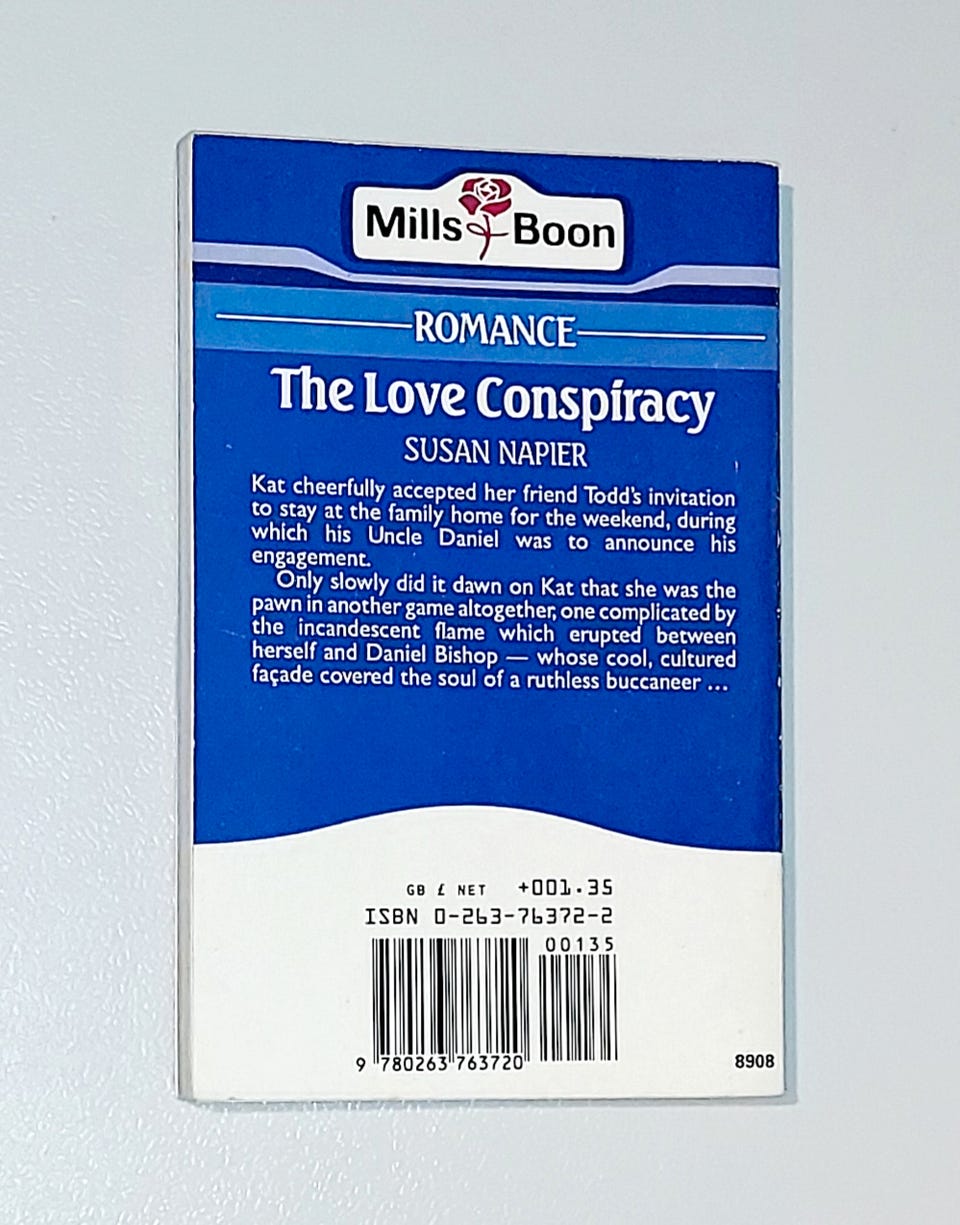 Mills Boon
ROMANCE
The Love Conspiracy
SUSAN NAPIER
Kat cheerfully accepted her friend Todd's invitation
to stay at the family home for the weekend, during
which his Uncle Daniel was to announce his
engagement.
Only slowly did it dawn on Kat that she was the
pawn in another game altogether, one complicated by
the incandescent flame which erupted between
herself and Daniel Bishop — whose cool, cultured
façade covered the soul of a ruthless buccaneer ...
GB £ NET +001.35
ISBN 0-263-76372-2
00135
9 780263 763720
8908